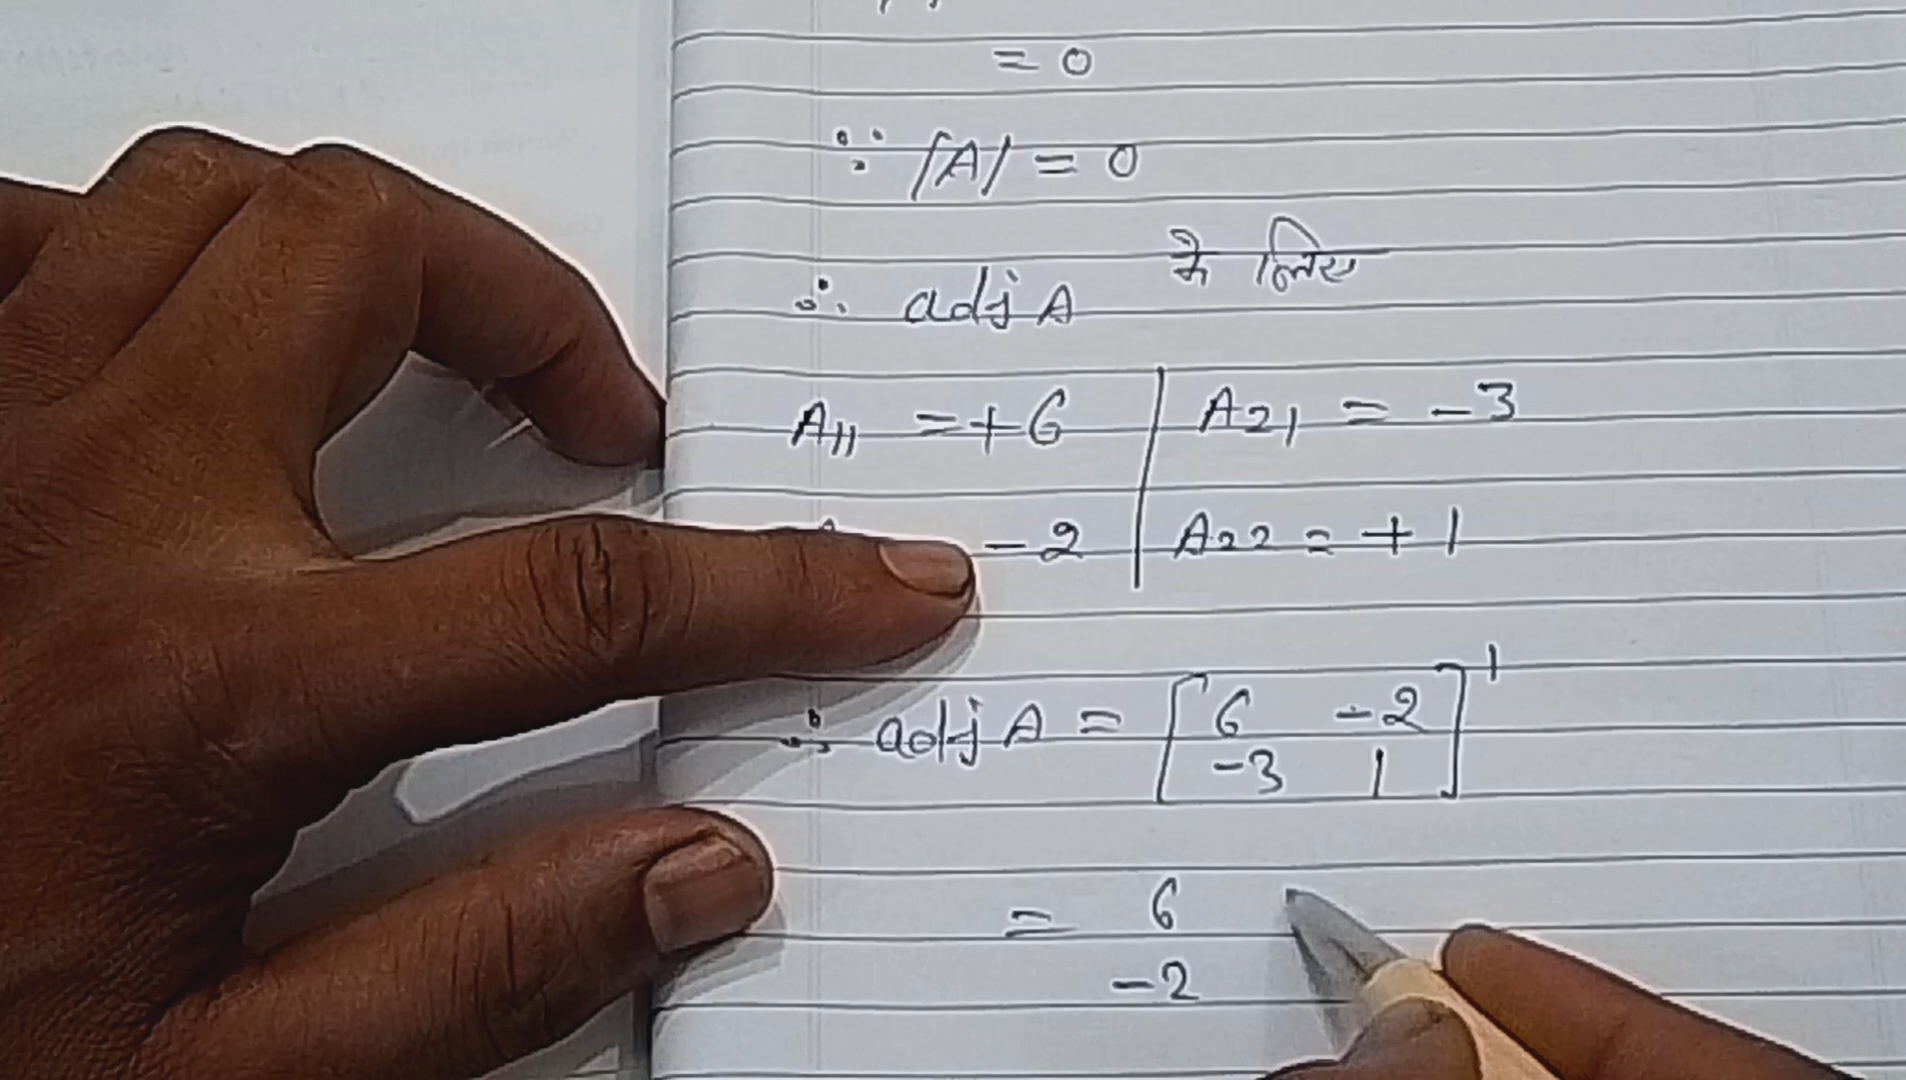 = 0
∵ |A| = 0
∴ adj A के लिए
A11 = +6 | A21 = -3
-2 | A22 = +1
∴ adj A = [6 -2]'
-3 1
= 6
-2